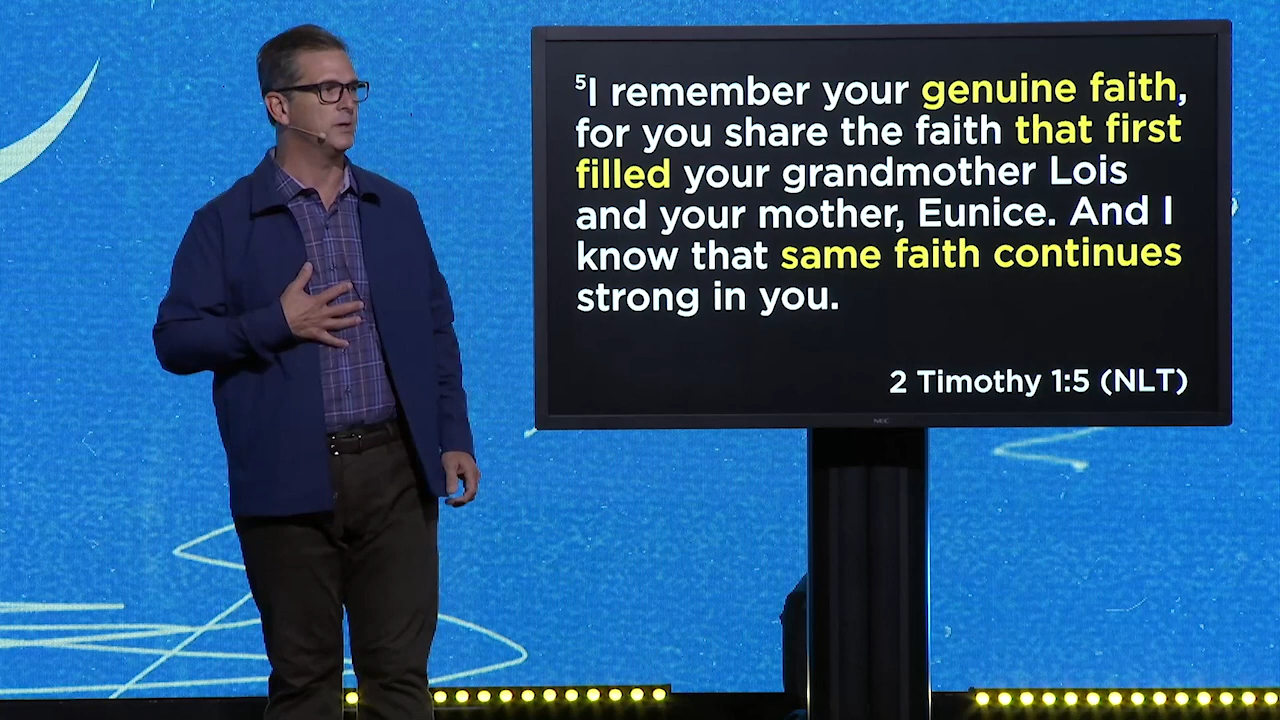 ⁵I remember your genuine faith,
for you share the faith that first
filled your grandmother Lois
and your mother, Eunice. And I
know that same faith continues
strong in you.
2 Timothy 1:5 (NLT)
NEC